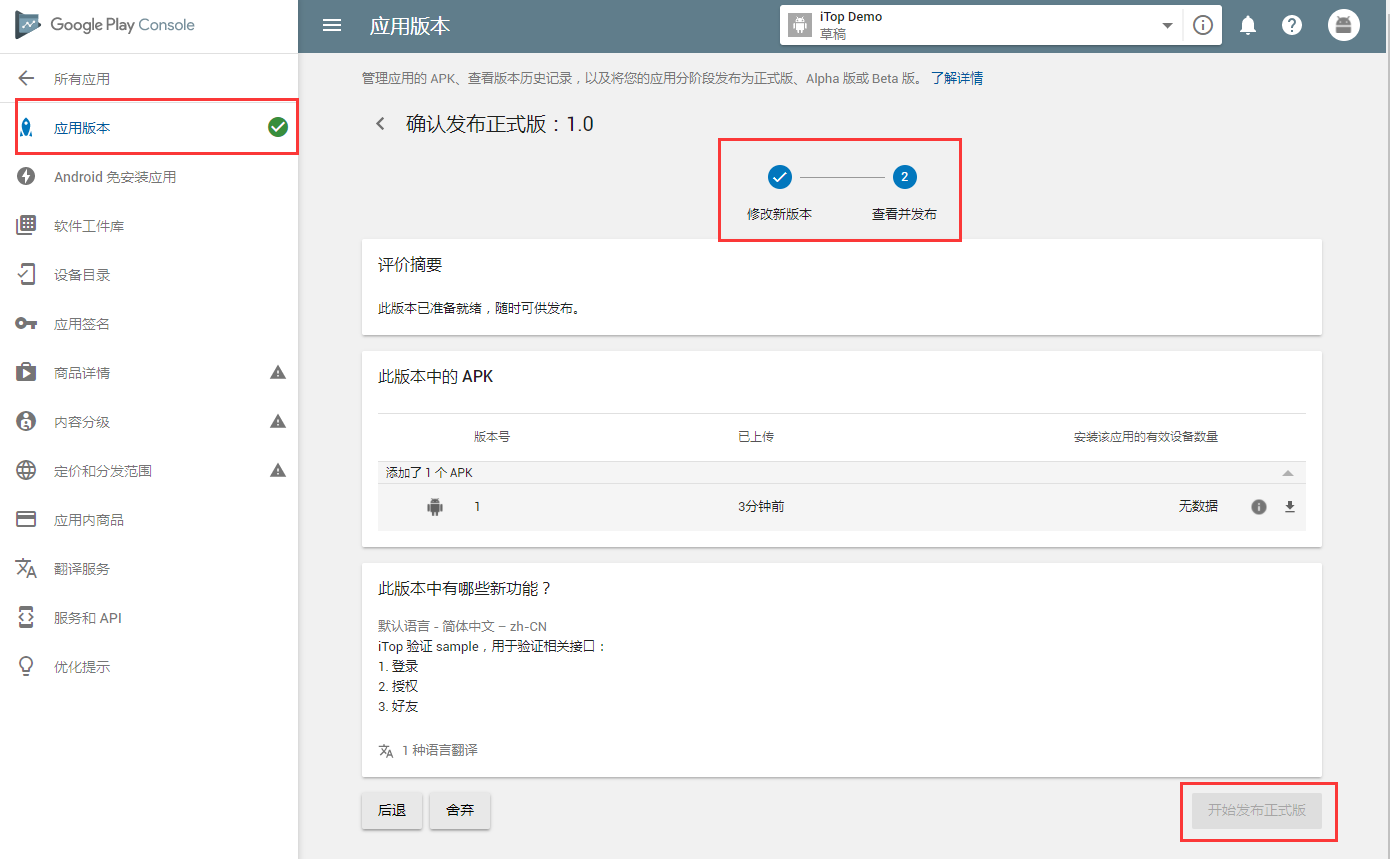 Google Play Console
应用版本
iTop Demo
草稿
所有应用
应用版本
Android 免安装应用
软件工件库
设备目录
应用签名
商品详情
内容分级
定价和分发范围
应用内商品
翻译服务
服务和 API
优化提示
管理应用的 APK、查看版本历史记录，以及将您的应用分阶段发布为正式版、Alpha 版或 Beta 版。 了解详情
确认发布正式版：1.0
2
修改新版本 查看并发布
评价摘要
此版本已准备就绪，随时可供发布。
此版本中的 APK
版本号 已上传 安装该应用的有效设备数量
添加了 1 个 APK
1 3分钟前 无数据
此版本中有哪些新功能？
默认语言 - 简体中文 – zh-CN
iTop 验证 sample，用于验证相关接口：
1. 登录
2. 授权
3. 好友
1 种语言翻译
后退 舍弃 开始发布正式版